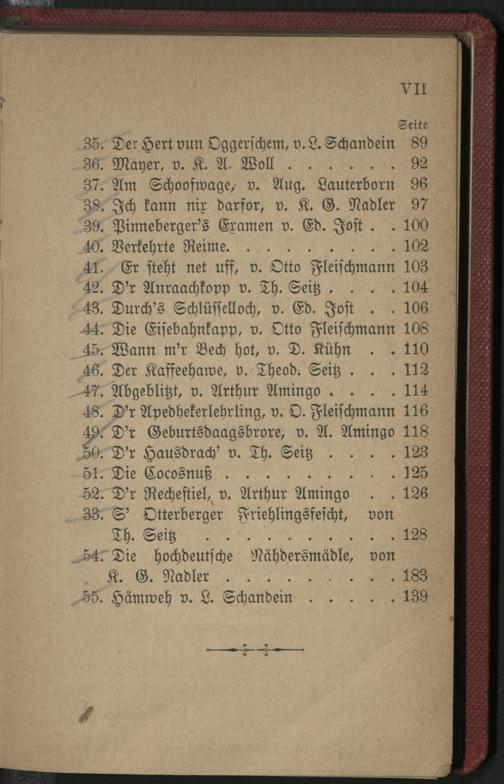 VII
Seite
35. Der Hert vun Oggerschem, v. L. Schandein 89
36. Mayer, v. K. A. Woll . . . . . . 92
37. Am Schoofwage, v. Aug. Lauterborn 96
38. Ich kann nix darfor, v. K. G. Nadler 97
39. Pinneberger's Examen v. Ed. Jost . . 100
40. Verkehrte Reime. . . . . . . . . 102
41. Er steht net uff, v. Otto Fleischmann 103
42. D'r Anraachkopp v. Th. Seitz . . . . 104
43. Durch's Schlüsselloch, v. Ed. Jost . . 106
44. Die Eisebahnkapp, v. Otto Fleischmann 108
45. Wann m'r Bech hot, v. D. Kühn . . 110
46. Der Kaffeehawe, v. Theod. Seitz . . . 112
47. Abgeblitzt, v. Arthur Amingo . . . . 114
48. D'r Apedhekerlehrling, v. O. Fleischmann 116
49. D'r Geburtsdaagsbrore, v. A. Amingo 118
50. D'r Hausdrach' v. Th. Seitz . . . . 123
51. Die Cocosnuß . . . . . . . . . 125
52. D'r Rechestiel, v. Arthur Amingo . . 126
33. S' Otterberger Friehlingsfescht, von
Th. Seitz . . . . . . . . . . 128
54. Die hochdeutsche Nähdersmädle, von
K. G. Nadler . . . . . . . . . 183
55. Hämweh v. L. Schandein . . . . . 139